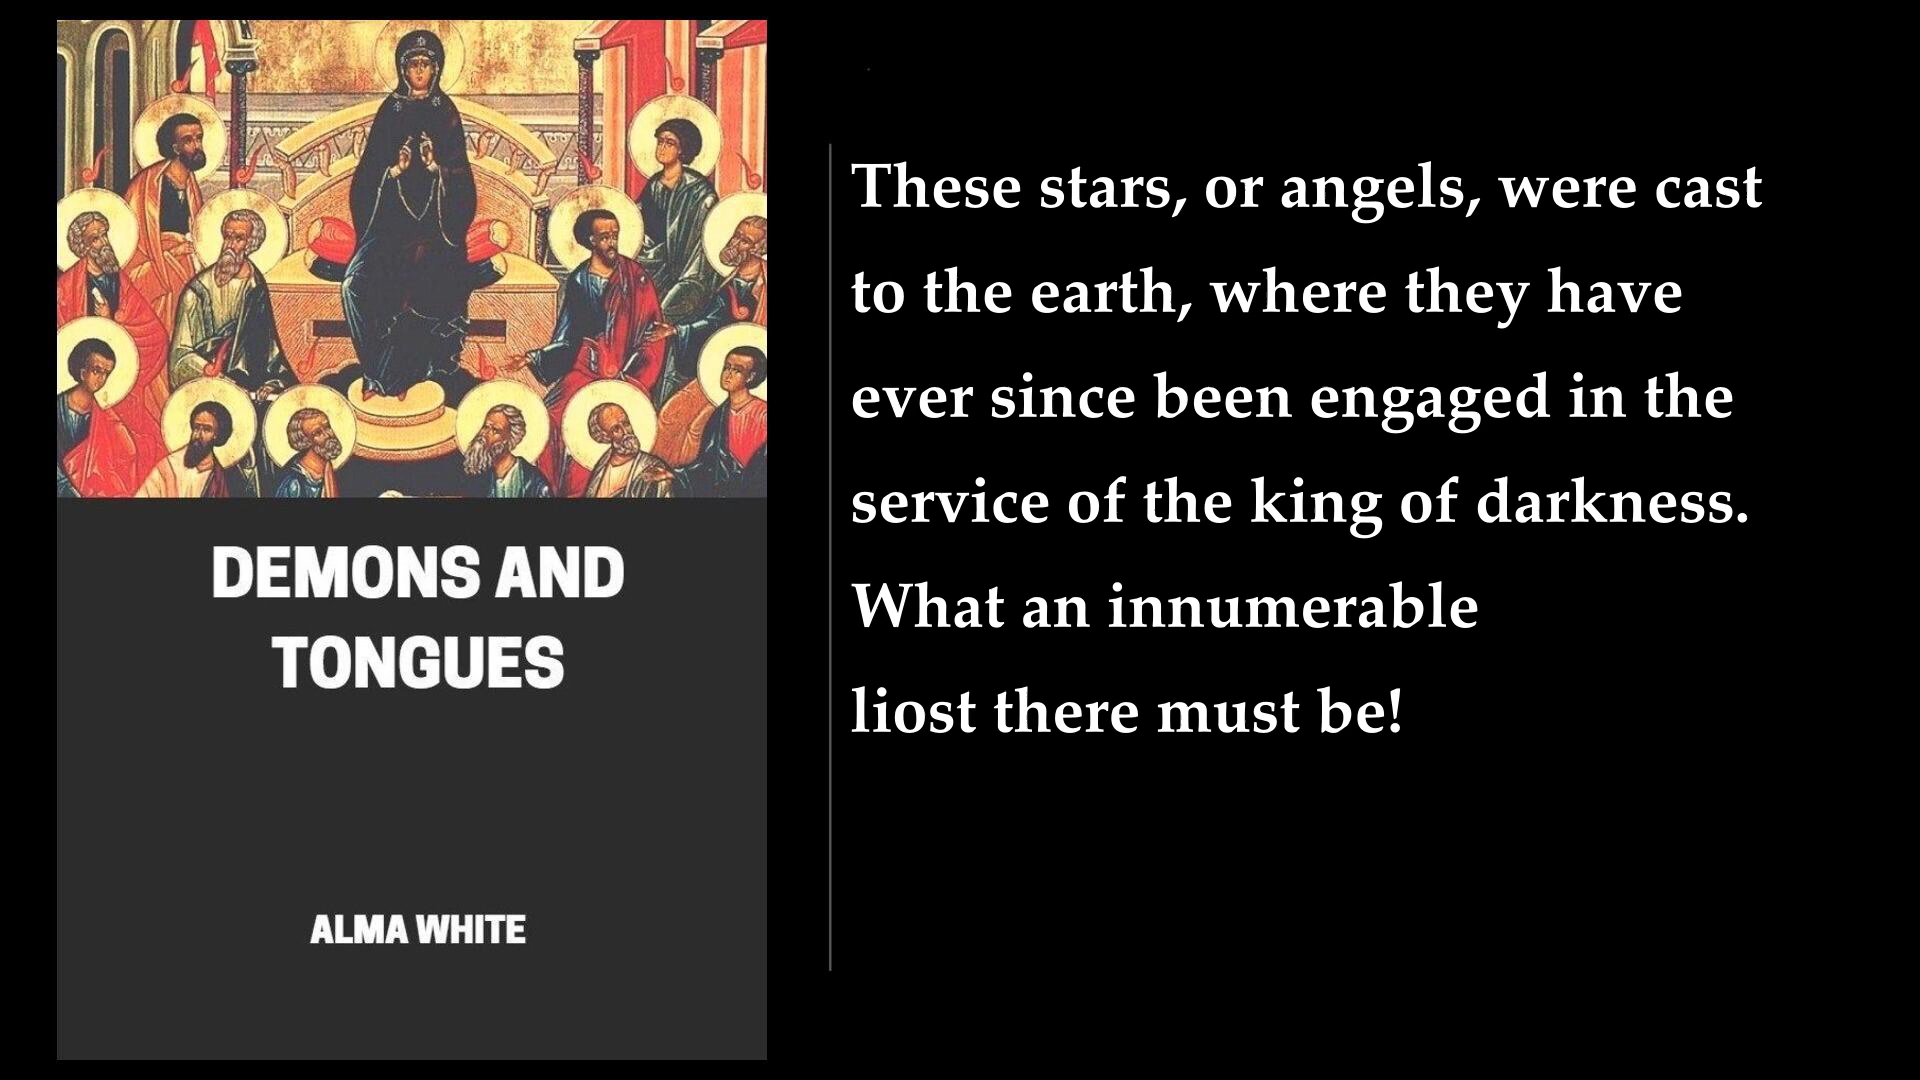 DEMONS AND
TONGUES
ALMA WHITE
These stars, or angels, were cast
to the earth, where they have
ever since been engaged in the
service of the king of darkness.
What an innumerable
liost there must be!